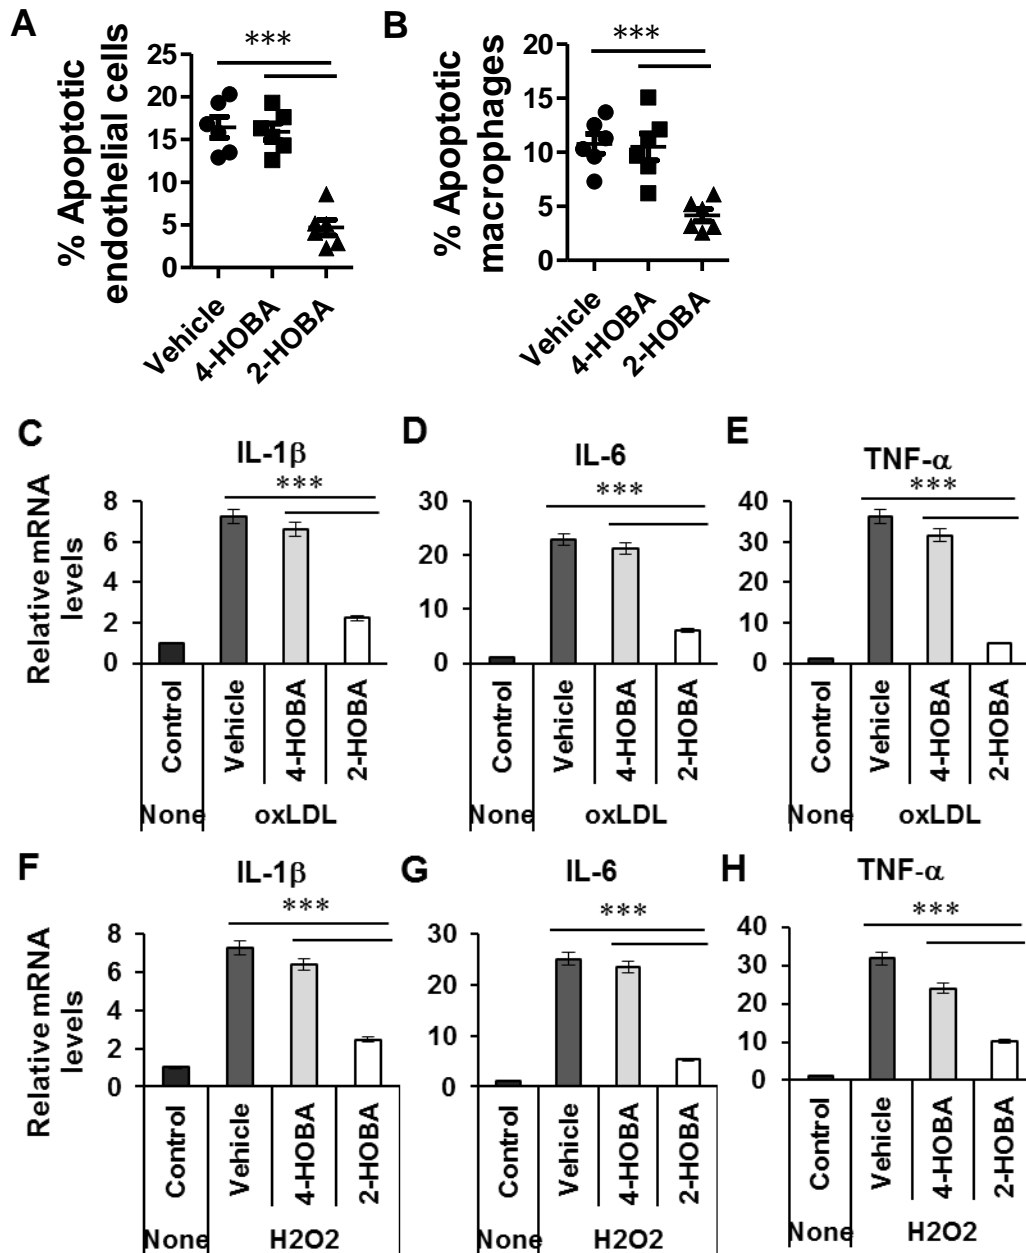 A
***
% Apoptotic
endothelial cells
25
20
15
10
5
0
Vehicle
4-HOBA
2-HOBA
B
***
% Apoptotic
macrophages
20
15
10
5
0
Vehicle
4-HOBA
2-HOBA
C
IL-1β
***
Relative mRNA
levels
8
6
4
2
0
Control
Vehicle
4-HOBA
2-HOBA
None
oxLDL
D
IL-6
***
30
20
10
0
Control
Vehicle
4-HOBA
2-HOBA
None
oxLDL
E
TNF-α
***
40
30
20
10
0
Control
Vehicle
4-HOBA
2-HOBA
None
oxLDL
F
IL-1β
***
Relative mRNA
levels
8
6
4
2
0
Control
Vehicle
4-HOBA
2-HOBA
None
H2O2
G
IL-6
***
30
20
10
0
Control
Vehicle
4-HOBA
2-HOBA
None
H2O2
H
TNF-α
***
40
30
20
10
0
Control
Vehicle
4-HOBA
2-HOBA
None
H2O2